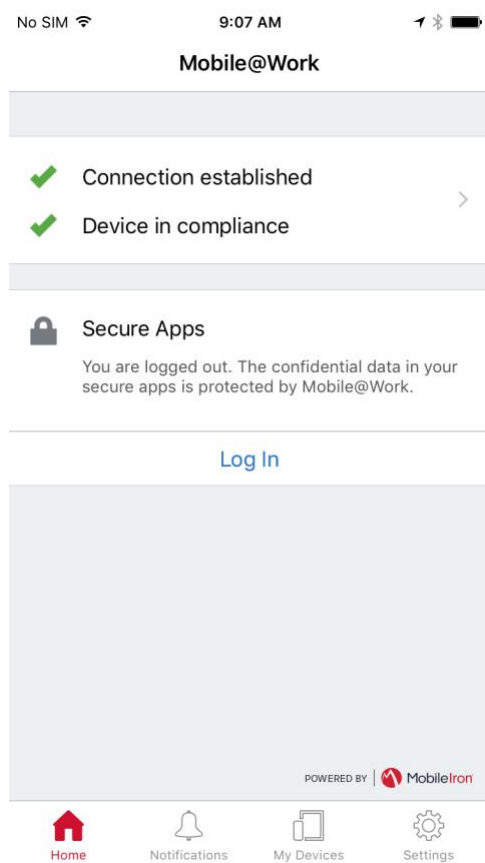 No SIM 9:07 AM
Mobile@Work
Connection established
Device in compliance
Secure Apps
You are logged out. The confidential data in your
secure apps is protected by Mobile@Work.
Log In
POWERED BY MobileIron
Home Notifications My Devices Settings